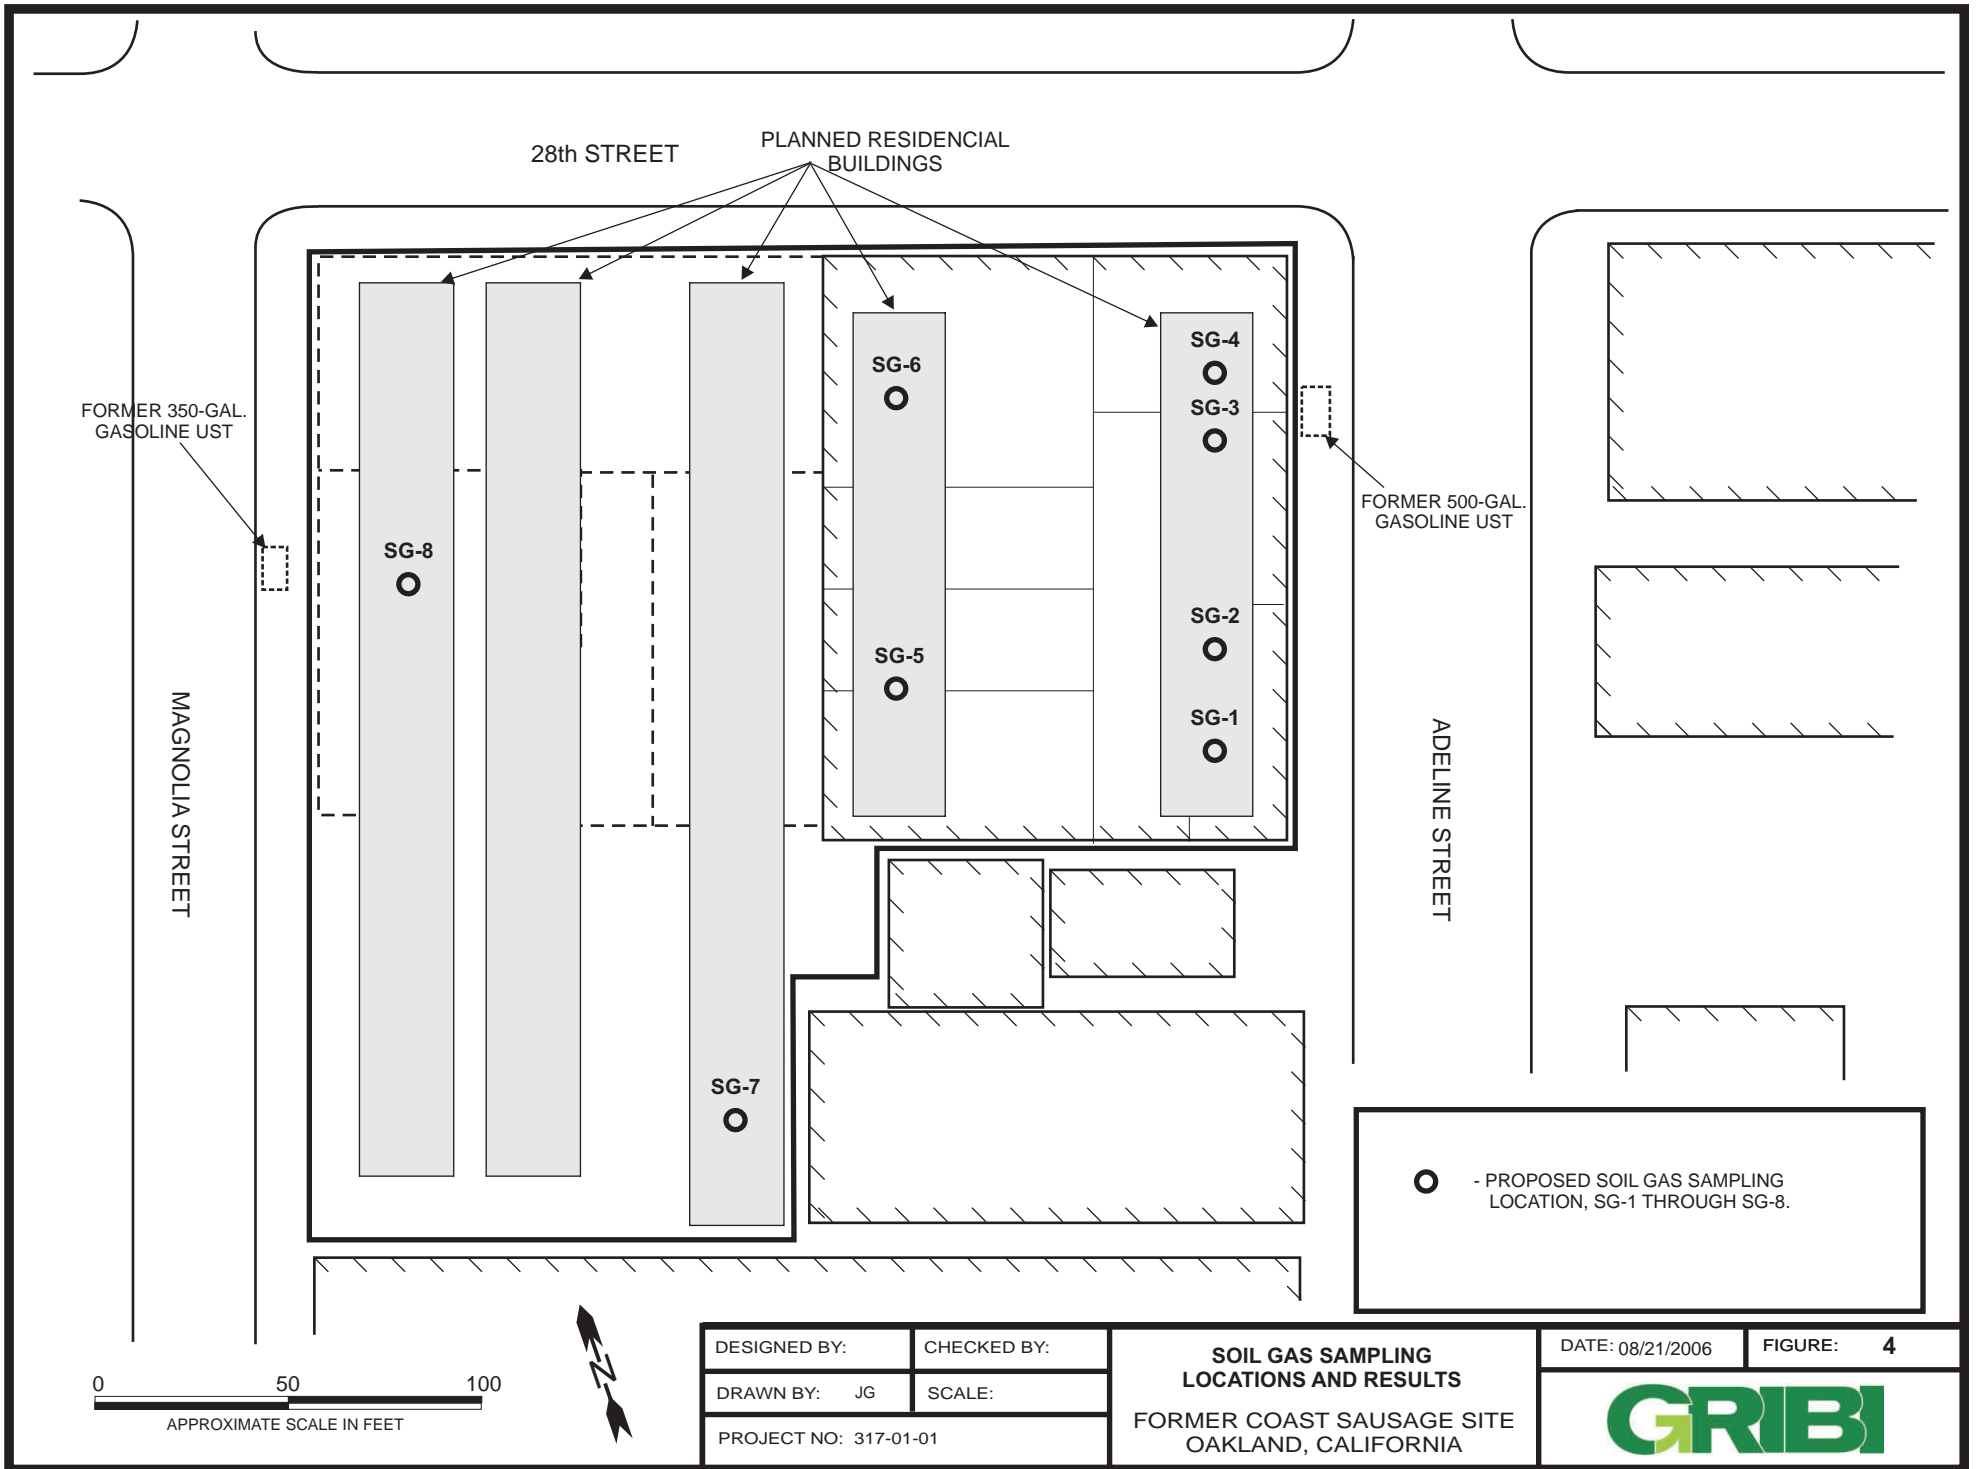 28th STREET
PLANNED RESIDENCIAL
BUILDINGS
SG-4
SG-6
SG-3
FORMER 350-GAL.
GASOLINE UST
FORMER 500-GAL.
GASOLINE UST
SG-8
SG-2
SG-5
SG-1
MAGNOLIA STREET
ADELINE STREET
SG-7
- PROPOSED SOIL GAS SAMPLING
LOCATION, SG-1 THROUGH SG-8.
N
0 50 100
APPROXIMATE SCALE IN FEET
DESIGNED BY:
CHECKED BY:
DRAWN BY: JG
SCALE:
PROJECT NO: 317-01-01
SOIL GAS SAMPLING
LOCATIONS AND RESULTS
FORMER COAST SAUSAGE SITE
OAKLAND, CALIFORNIA
DATE: 08/21/2006
FIGURE: 4
GRIBI